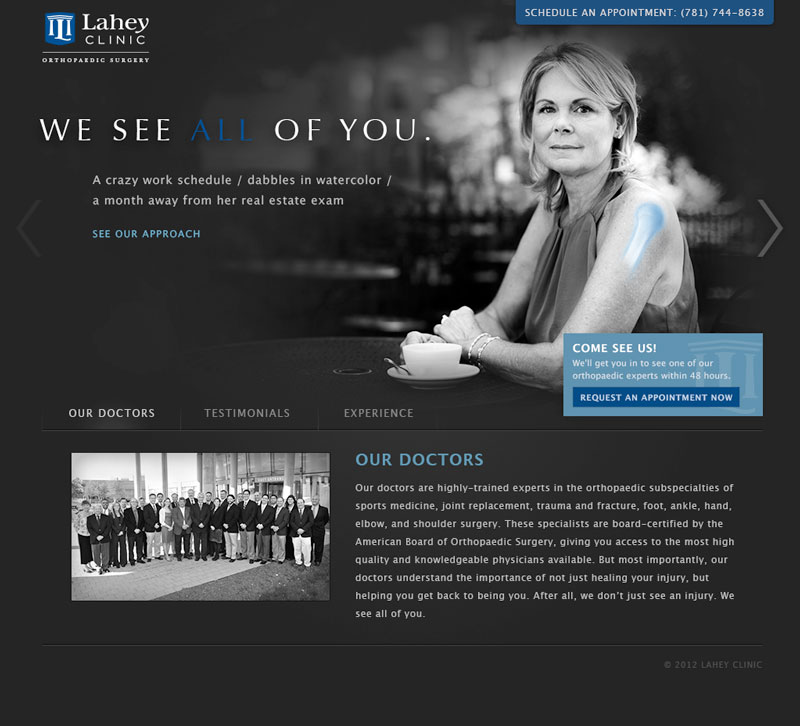 Lahey
CLINIC
ORTHOPAEDIC SURGERY
SCHEDULE AN APPOINTMENT: (781) 744-8638
WE SEE ALL OF YOU.
A crazy work schedule / dabbles in watercolor /
a month away from her real estate exam
SEE OUR APPROACH
COME SEE US!
We'll get you in to see one of our
orthopaedic experts within 48 hours.
REQUEST AN APPOINTMENT NOW
OUR DOCTORS
TESTIMONIALS
EXPERIENCE
OUR DOCTORS
Our doctors are highly-trained experts in the orthopaedic subspecialties of
sports medicine, joint replacement, trauma and fracture, foot, ankle, hand,
elbow, and shoulder surgery. These specialists are board-certified by the
American Board of Orthopaedic Surgery, giving you access to the most high
quality and knowledgeable physicians available. But most importantly, our
doctors understand the importance of not just healing your injury, but
helping you get back to being you. After all, we don't just see an injury. We
see all of you.
© 2012 LAHEY CLINIC